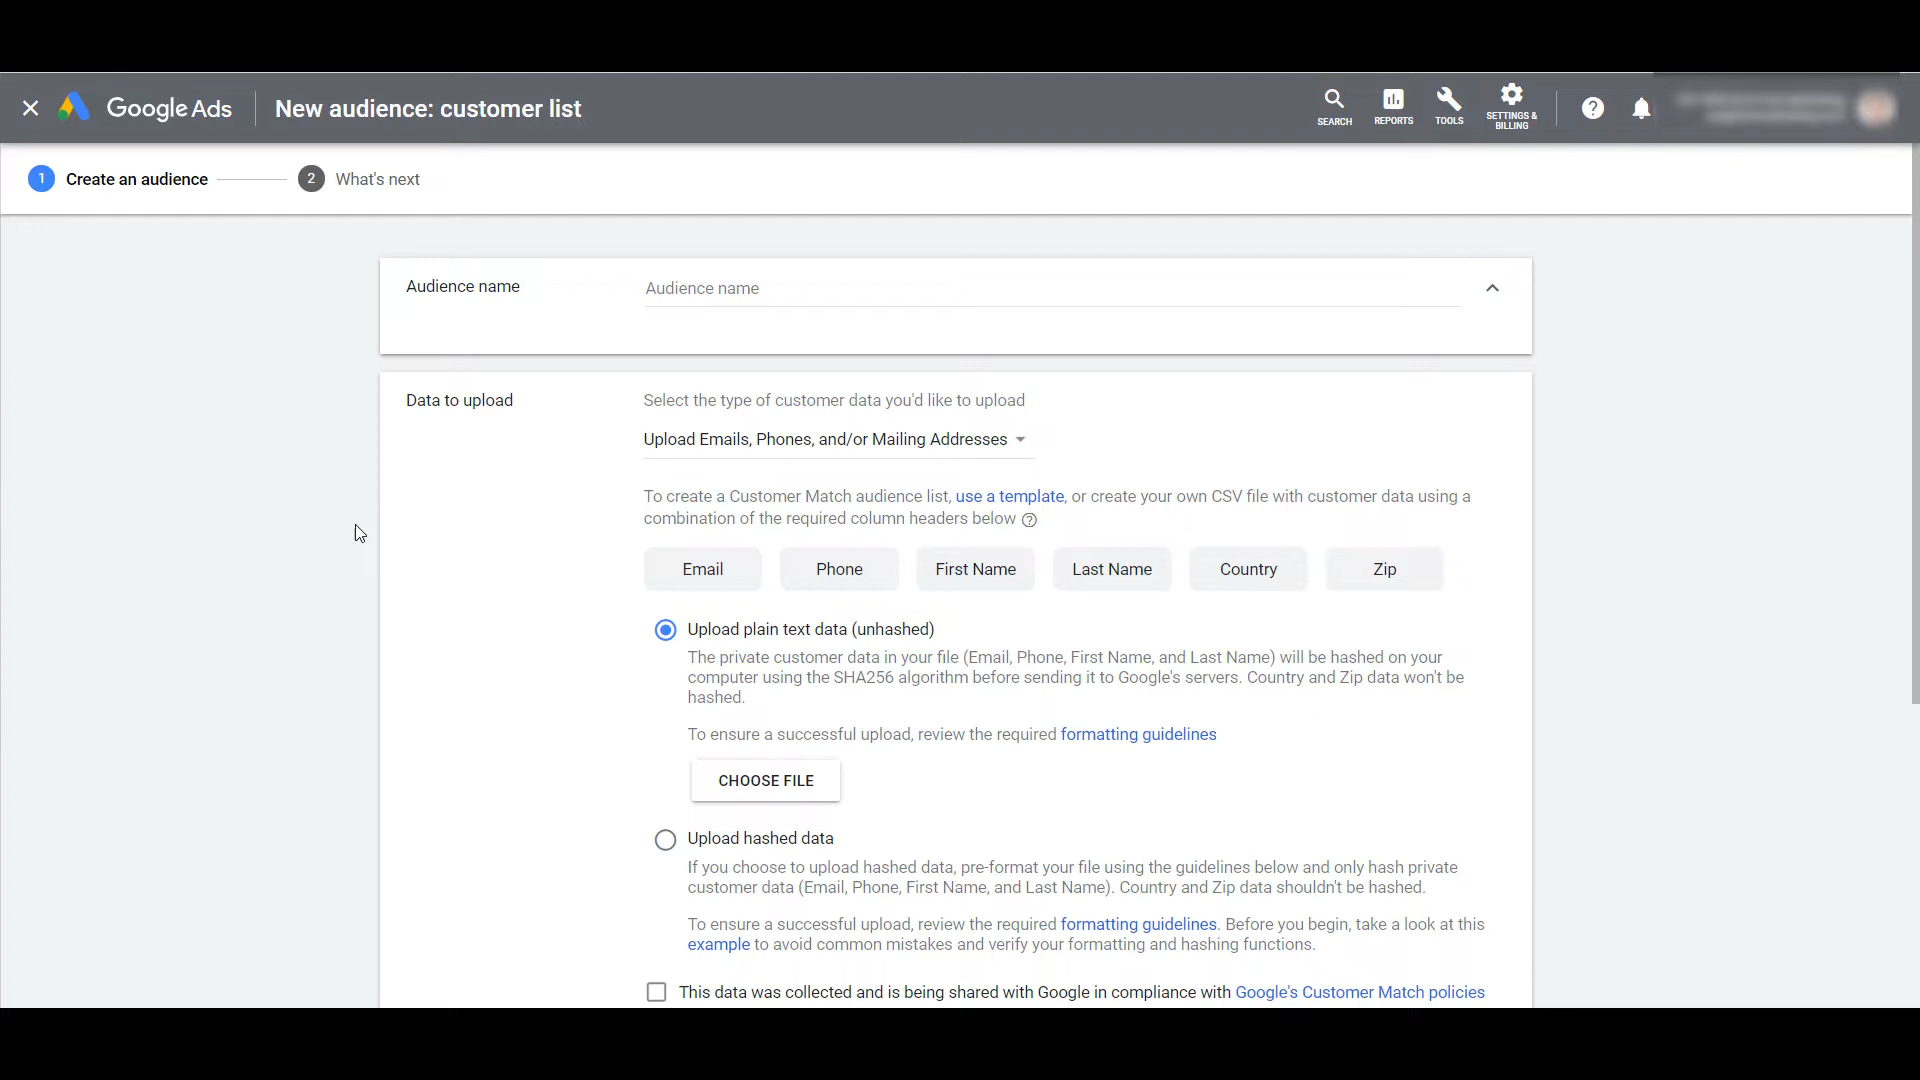 Google Ads
New audience: customer list
SEARCH
REPORTS
TOOLS
SETTINGS &
BILLING
1
Create an audience
2
What's next
Audience name
Audience name
Data to upload
Select the type of customer data you'd like to upload
Upload Emails, Phones, and/or Mailing Addresses
To create a Customer Match audience list, use a template, or create your own CSV file with customer data using a
combination of the required column headers below
Email
Phone
First Name
Last Name
Country
Zip
Upload plain text data (unhashed)
The private customer data in your file (Email, Phone, First Name, and Last Name) will be hashed on your
computer using the SHA256 algorithm before sending it to Google's servers. Country and Zip data won't be
hashed.
To ensure a successful upload, review the required formatting guidelines
CHOOSE FILE
Upload hashed data
If you choose to upload hashed data, pre-format your file using the guidelines below and only hash private
customer data (Email, Phone, First Name, and Last Name). Country and Zip data shouldn't be hashed.
To ensure a successful upload, review the required formatting guidelines. Before you begin, take a look at this
example to avoid common mistakes and verify your formatting and hashing functions.
This data was collected and is being shared with Google in compliance with Google's Customer Match policies